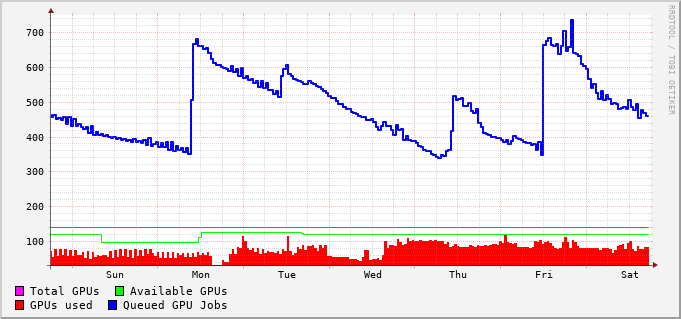 RRDTOOL / TOBI OETIKER
700
600
500
400
300
200
100
Sun Mon Tue Wed Thu Fri Sat
Total GPUs Available GPUs
GPUs used Queued GPU Jobs